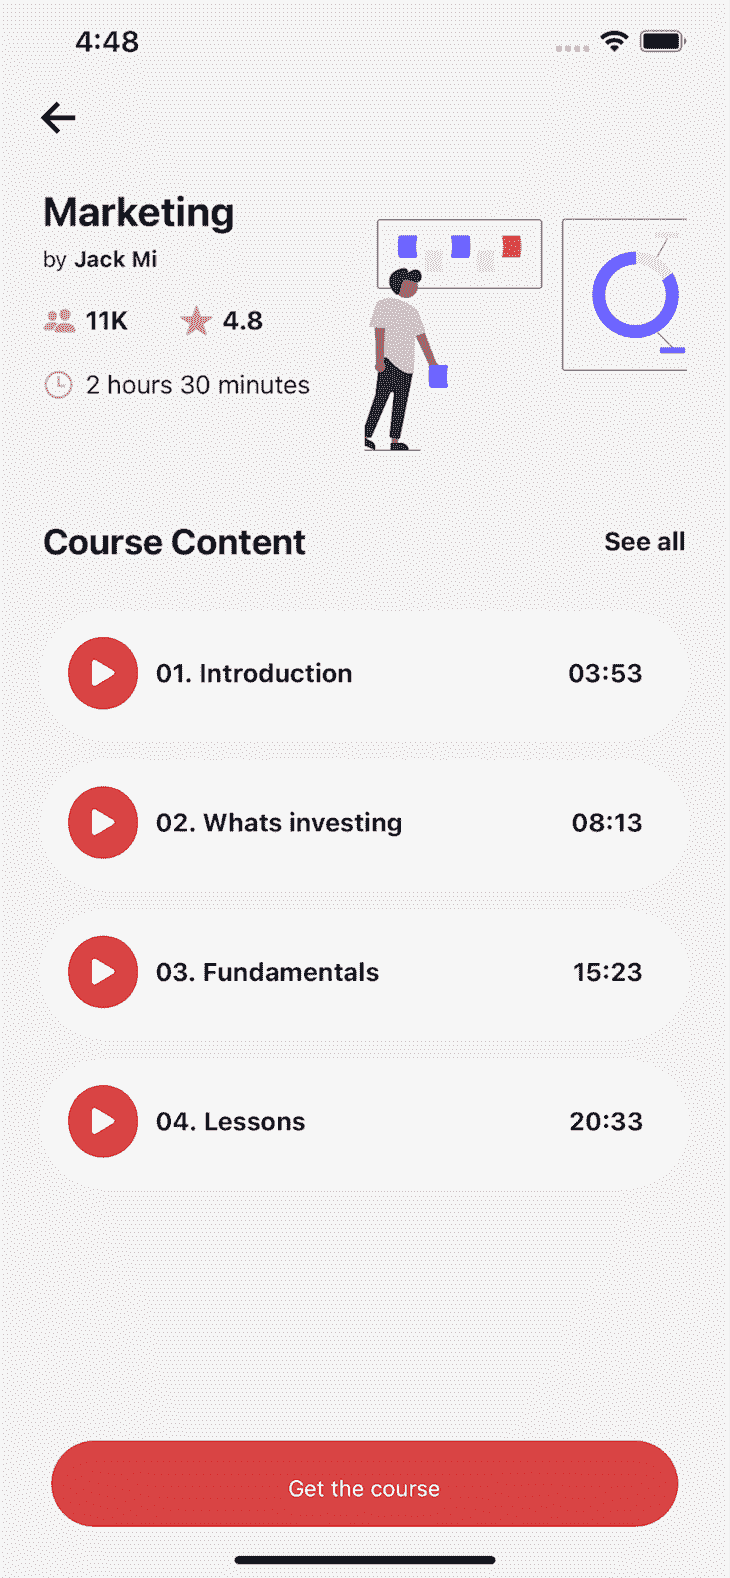 4:48
Marketing
by Jack Mi
11K 4.8
2 hours 30 minutes
Course Content See all
01. Introduction 03:53
02. Whats investing 08:13
03. Fundamentals 15:23
04. Lessons 20:33
Get the course